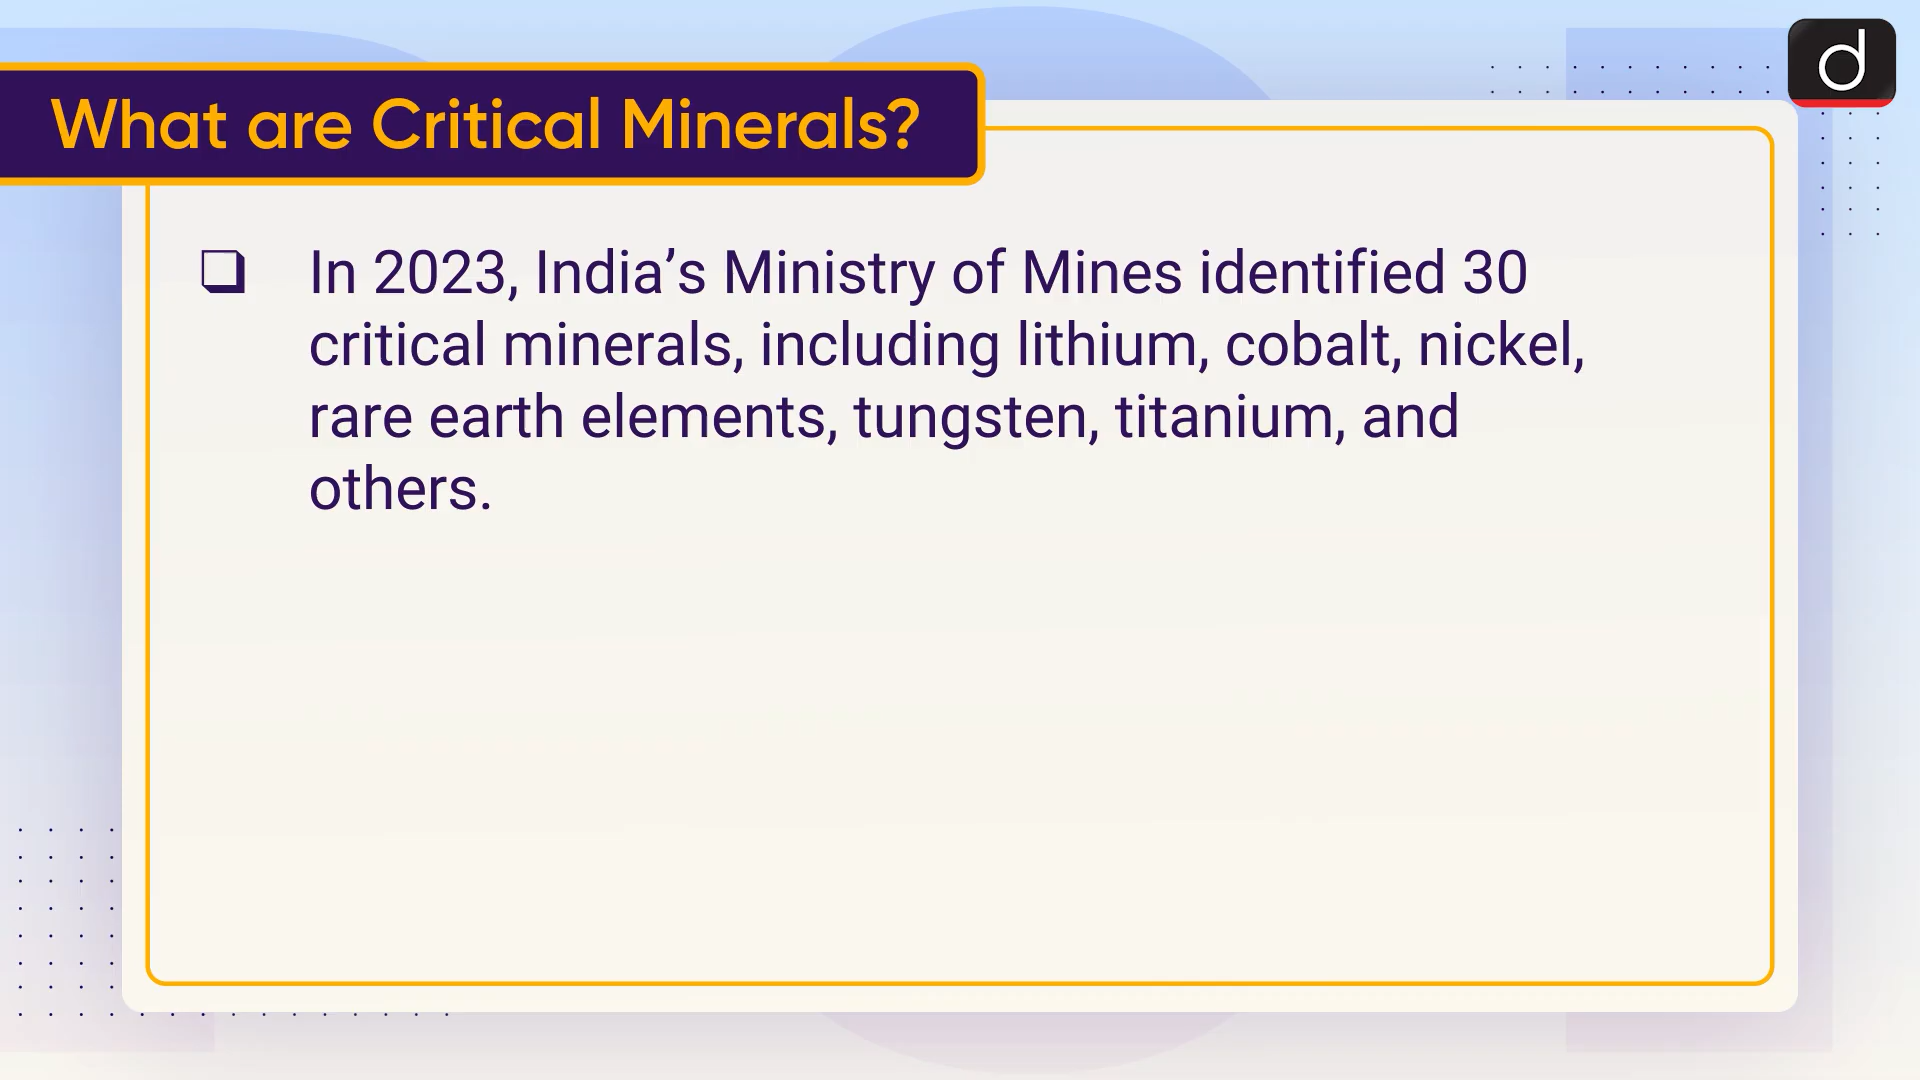 What are Critical Minerals?
In 2023, India’s Ministry of Mines identified 30
critical minerals, including lithium, cobalt, nickel,
rare earth elements, tungsten, titanium, and
others.
d